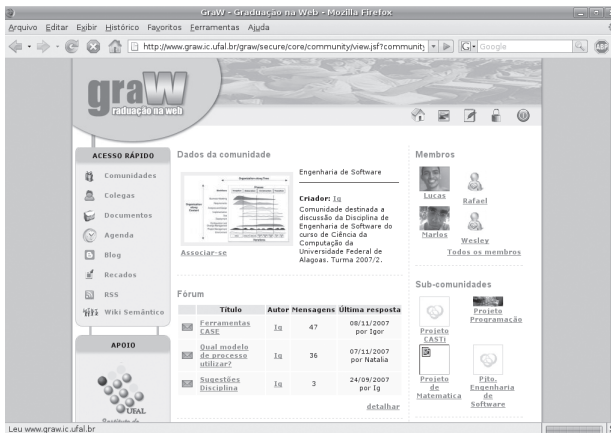 GraW - Graduação na Web - Mozilla Firefox
Arquivo Editar Exibir Histórico Favoritos Ferramentas Ajuda
http://www.graw.ic.ufal.br/graw/secure/core/community/view.jsf?communit
Google
ABP
graW
raduação na web
ACESSO RÁPIDO
Comunidades
Colegas
Documentos
Agenda
Blog
Recados
RSS
Wiki Semântico
APOIO
UFAL
Dados da comunidade
Associar-se
Engenharia de Software
Criador: Ig
Comunidade destinada a
discussão da Disciplina de
Engenharia de Software do
curso de Ciência da
Computação da
Universidade Federal de
Alagoas. Turma 2007/2.
Fórum
Título Autor Mensagens Última resposta
Ferramentas
CASE
Ig
47
08/11/2007
por Igor
Qual modelo
de processo
utilizar?
Ig
36
07/11/2007
por Natalia
Sugestões
Disciplina
Ig
3
24/09/2007
por Ig
detalhar
Membros
Lucas
Rafael
Marlos
Wesley
Todos os membros
Sub-comunidades
Projeto
CASTi
Projeto
Programação
Projeto
de
Matematica
Pjto.
Engenharia
de
Software
Leu www.graw.ic.ufal.br